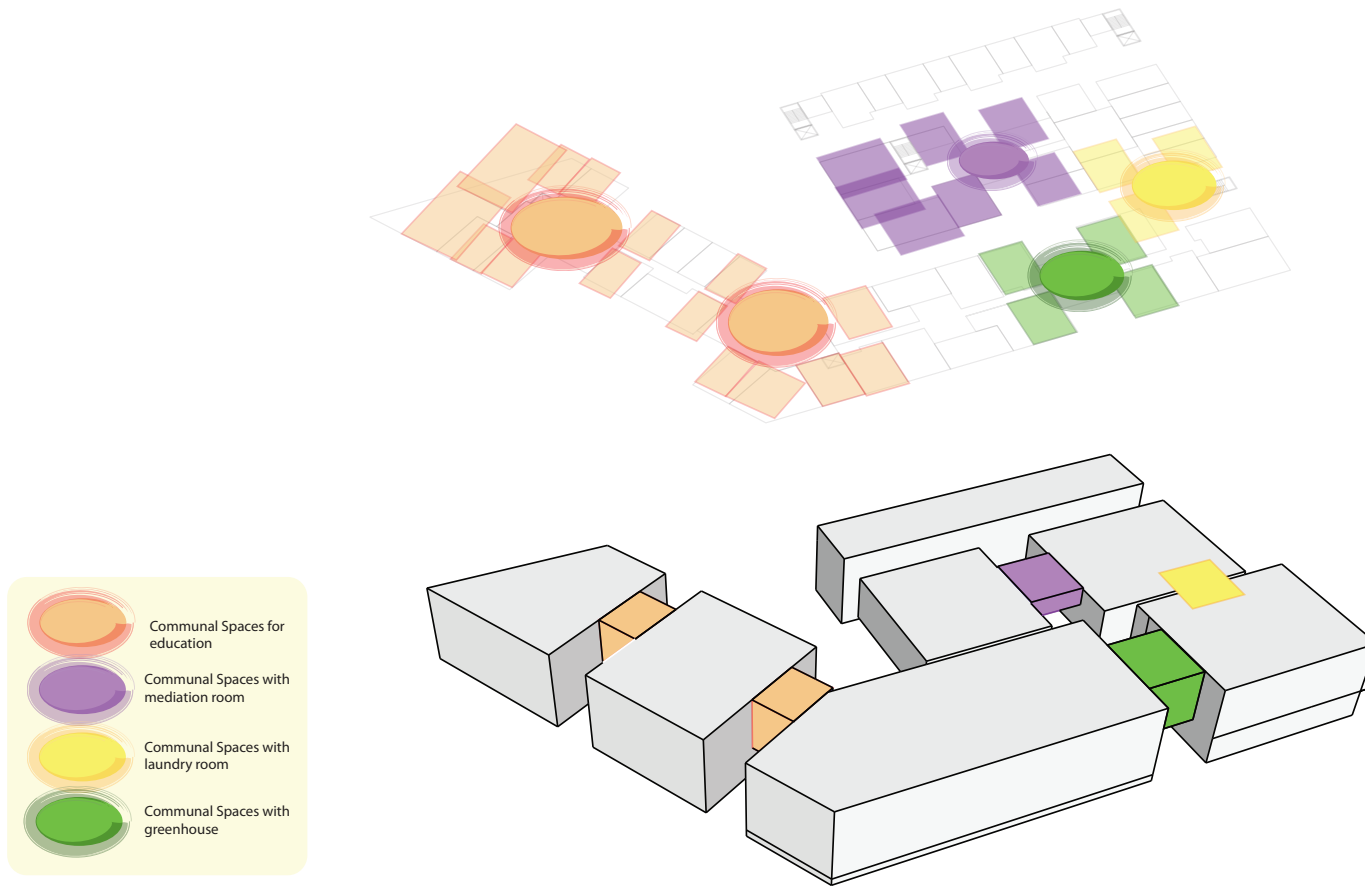 Communal Spaces for
education
Communal Spaces with
mediation room
Communal Spaces with
laundry room
Communal Spaces with
greenhouse